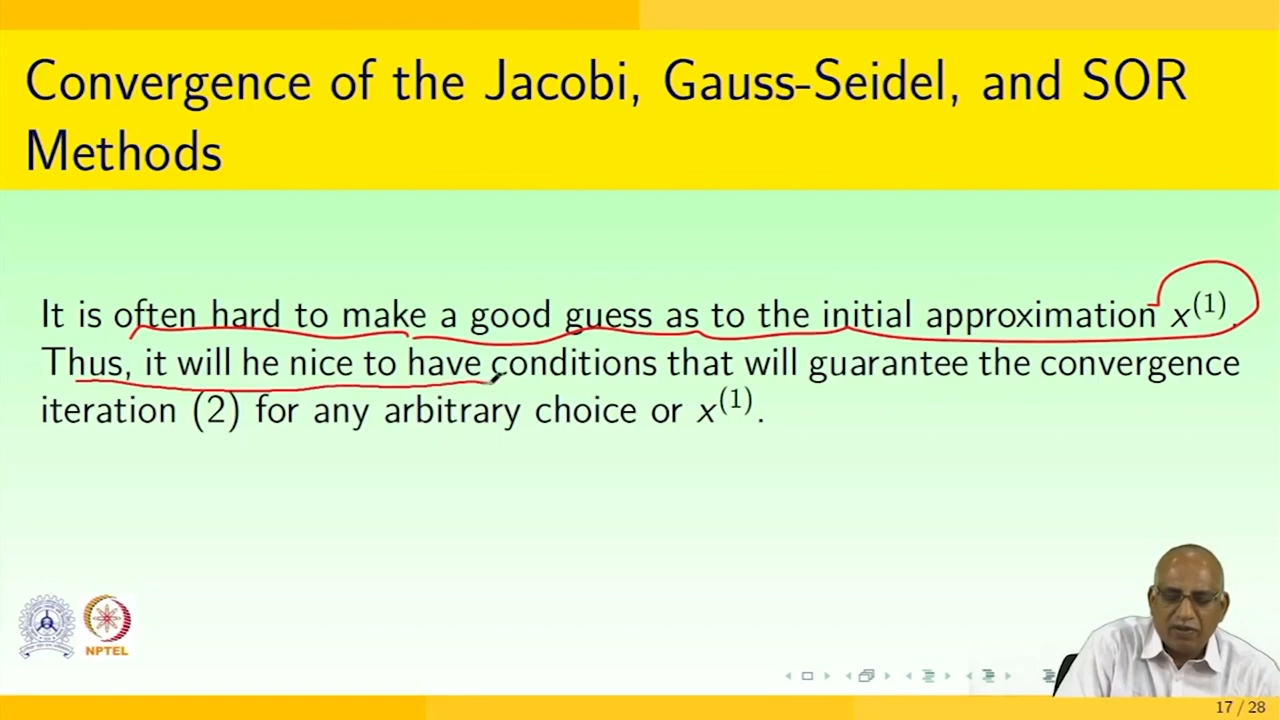 Convergence of the Jacobi, Gauss-Seidel, and SOR
Methods
It is often hard to make a good guess as to the initial approximation x^(1).
Thus, it will he nice to have conditions that will guarantee the convergence
iteration (2) for any arbitrary choice or x^(1).
NPTEL
17 / 28